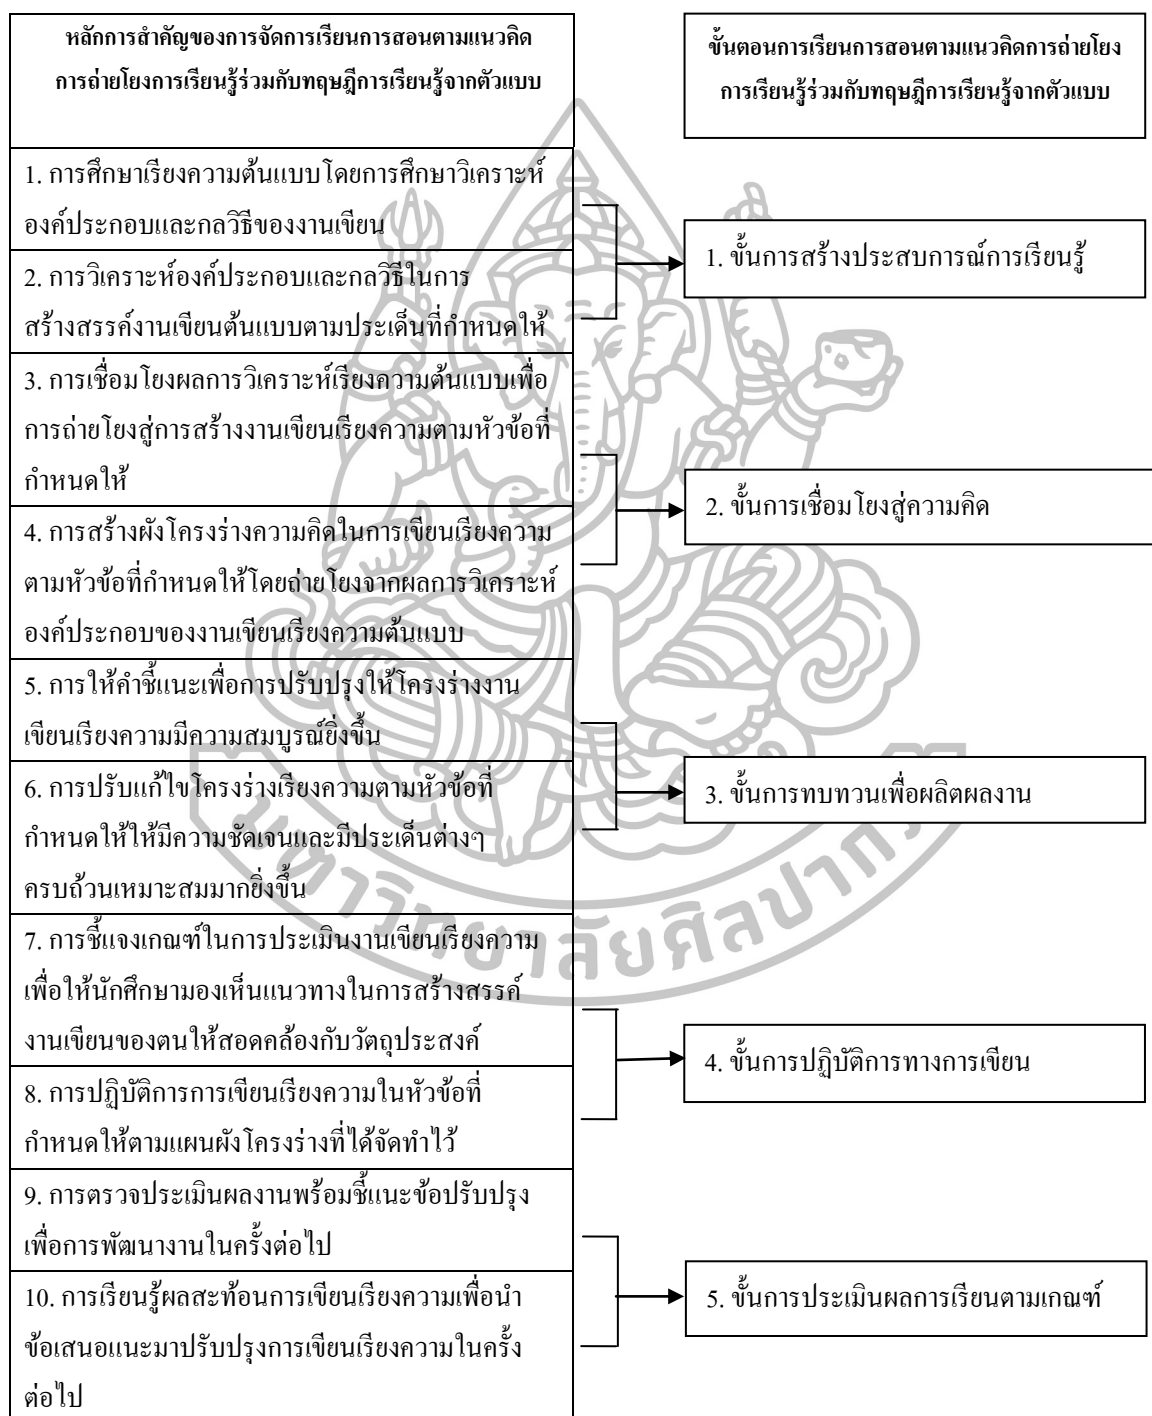 หลักการสำคัญของการจัดการเรียนการสอนตามแนวคิด
การถ่ายโยงการเรียนรู้ร่วมกับทฤษฎีการเรียนรู้จากตัวแบบ
ขั้นตอนการเรียนการสอนตามแนวคิดการถ่ายโยง
การเรียนรู้ร่วมกับทฤษฎีการเรียนรู้จากตัวแบบ
1. การศึกษาเรียงความต้นแบบโดยการศึกษาวิเคราะห์
องค์ประกอบและกลวิธีของงานเขียน
2. การวิเคราะห์องค์ประกอบและกลวิธีในการ
สร้างสรรค์งานเขียนต้นแบบตามประเด็นที่กำหนดให้
1. ขั้นการสร้างประสบการณ์การเรียนรู้
3. การเชื่อมโยงผลการวิเคราะห์เรียงความต้นแบบเพื่อ
การถ่ายโยงสู่การสร้างงานเขียนเรียงความตามหัวข้อที่
กำหนดให้
4. การสร้างผังโครงร่างความคิดในการเขียนเรียงความ
ตามหัวข้อที่กำหนดให้โดยถ่ายโยงจากผลการวิเคราะห์
องค์ประกอบของงานเขียนเรียงความต้นแบบ
2. ขั้นการเชื่อมโยงสู่ความคิด
5. การให้คำชี้แนะเพื่อการปรับปรุงให้โครงร่างงาน
เขียนเรียงความมีความสมบูรณ์ยิ่งขึ้น
6. การปรับแก้ไขโครงร่างเรียงความตามหัวข้อที่
กำหนดให้ให้มีความชัดเจนและมีประเด็นต่างๆ
ครบถ้วนเหมาะสมมากยิ่งขึ้น
3. ขั้นการทบทวนเพื่อผลิตผลงาน
7. การชี้แจงเกณฑ์ในการประเมินงานเขียนเรียงความ
เพื่อให้นักศึกษามองเห็นแนวทางในการสร้างสรรค์
งานเขียนของตนให้สอดคล้องกับวัตถุประสงค์
8. การปฏิบัติการการเขียนเรียงความในหัวข้อที่
กำหนดให้ตามแผนผังโครงร่างที่ได้จัดทำไว้
4. ขั้นการปฏิบัติการทางการเขียน
9. การตรวจประเมินผลงานพร้อมชี้แนะข้อปรับปรุง
เพื่อการพัฒนางานในครั้งต่อไป
10. การเรียนรู้ผลสะท้อนการเขียนเรียงความเพื่อนำ
ข้อเสนอแนะมาปรับปรุงการเขียนเรียงความในครั้ง
ต่อไป
5. ขั้นการประเมินผลการเรียนตามเกณฑ์
มหาวิทยาลัยศิลปากร